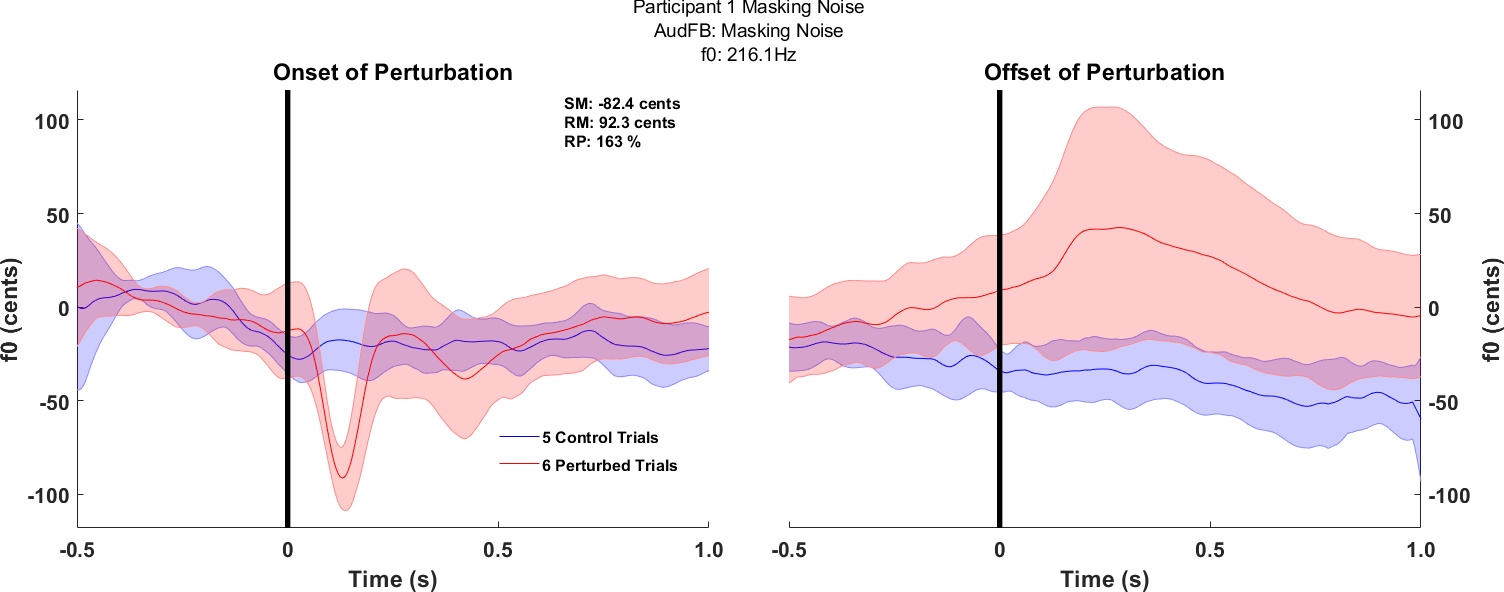 Participant 1 Masking Noise
AudFB: Masking Noise
f0: 216.1Hz
Onset of Perturbation
Offset of Perturbation
SM: -82.4 cents
RM: 92.3 cents
RP: 163 %
100
50
0
-50
-100
f0 (cents)
5 Control Trials
6 Perturbed Trials
-0.5
0
0.5
1.0
Time (s)
100
50
0
-50
-100
f0 (cents)
-0.5
0
0.5
1.0
Time (s)